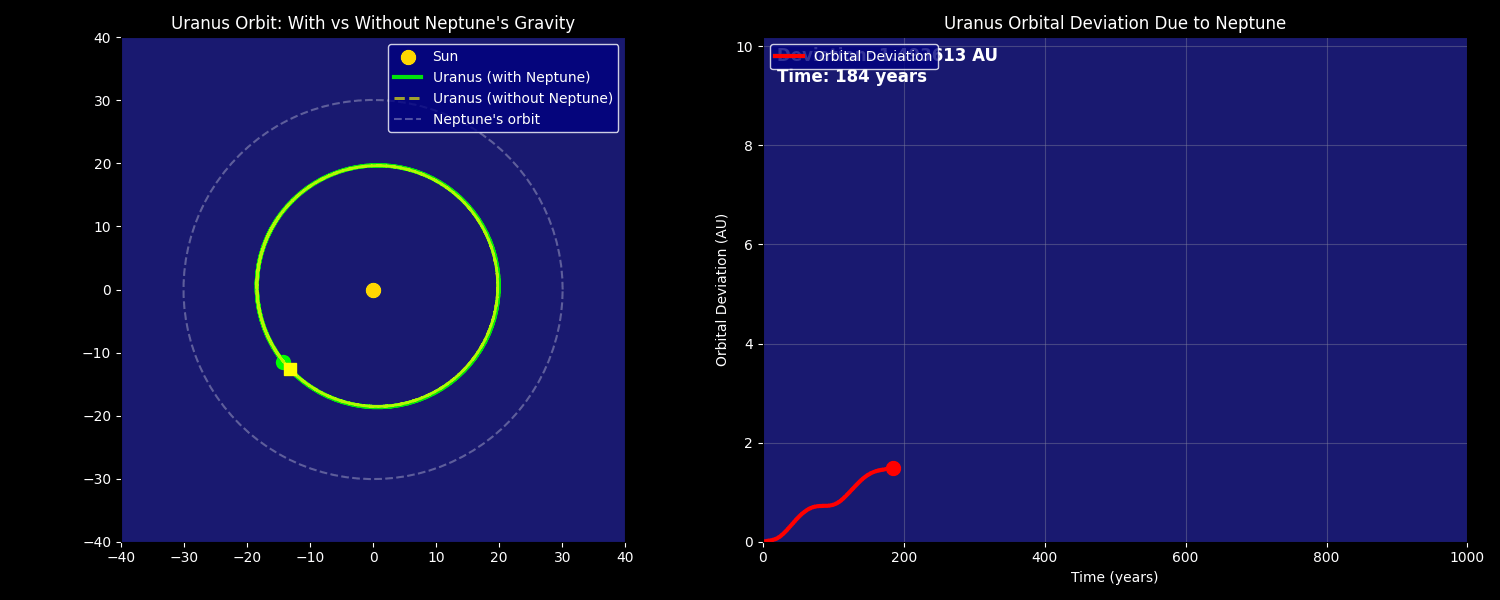 Uranus Orbit: With vs Without Neptune's Gravity
40
30
20
10
0
−10
−20
−30
−40
−40
−30
−20
−10
0
10
20
30
40
Sun
Uranus (with Neptune)
Uranus (without Neptune)
Neptune's orbit
Uranus Orbital Deviation Due to Neptune
Orbital Deviation (AU)
10
8
6
4
2
0
0
200
400
600
800
1000
Time (years)
Orbital Deviation
Deviation: AU
Time: 184 years